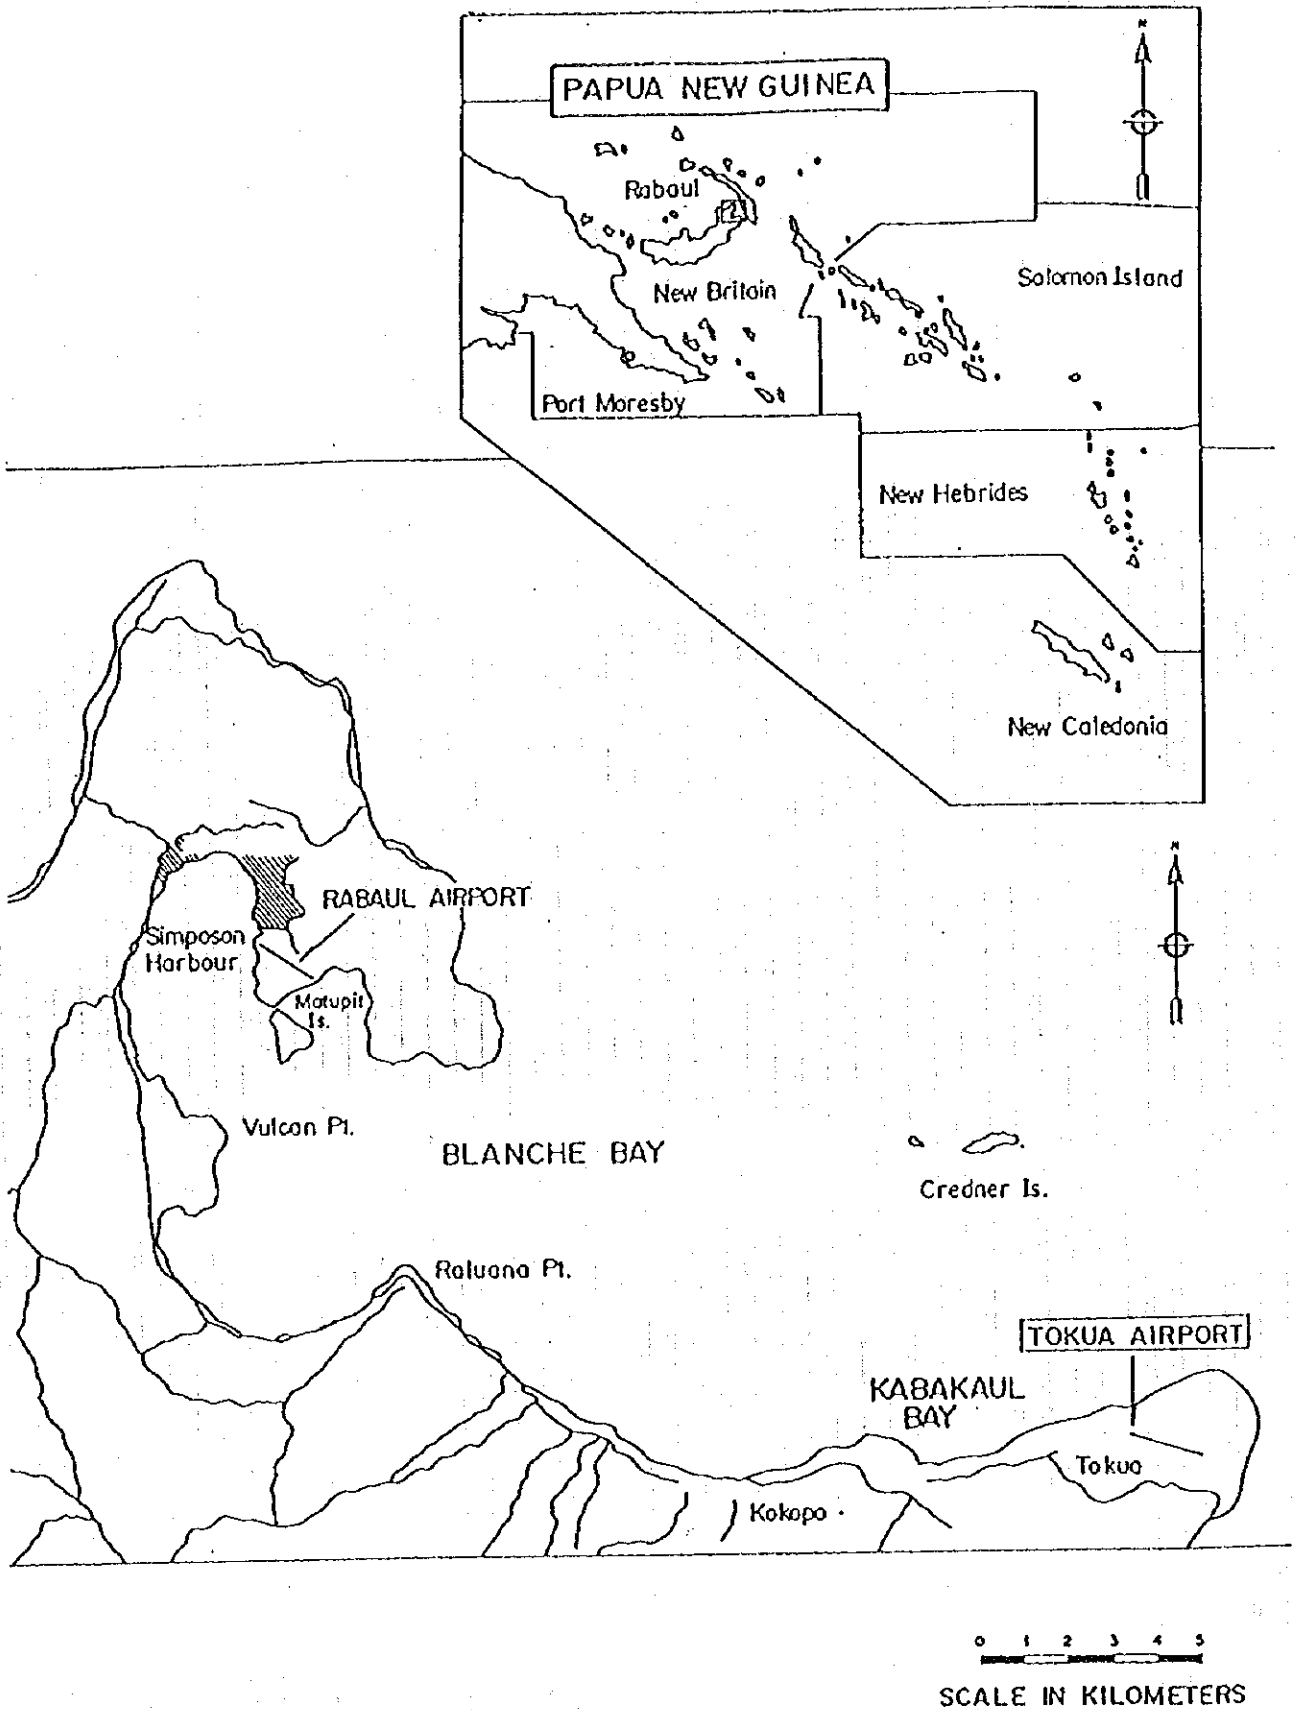 N
PAPUA NEW GUINEA
Rabaul
New Britain
Solomon Island
Port Moresby
New Hebrides
New Caledonia
N
RABAUL AIRPORT
Simposon
Harbour
Matupit
Is.
Vulcan Pt.
BLANCHE BAY
Credner Is.
Raluana Pt.
TOKUA AIRPORT
KABAKAUL
BAY
Tokua
Kokopo
0 1 2 3 4 5
SCALE IN KILOMETERS